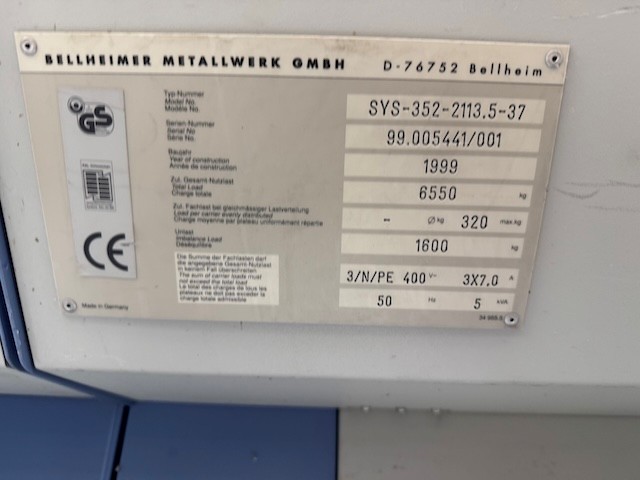 BELLHEIMER METALLWERK GMBH D-76752 Bellheim
GS
CE
Typ Nummer
Model No.
Modèle No.
SYS-352-2113.5-37
Serien Nummer
Serial No
Série No.
99.005441/001
Baujahr
Year of construction
Année de construction
1999
Zul. Gesamt-Nutzlast
Total Load
Charge totale
6550 kg
Zul. Fachlast bei gleichmässiger Lastverteilung
Load per carrier evenly distributed
Charge moyenne par plateau uniformément répartie
- Ø kg 320 max.kg
Unlast
Imbalance Load
Déséquilibre
1600 kg
Die Summe der Fachlasten darf
die angegebene Gesamt-Nutzlast
in keinem Fall überschreiten
The sum of carrier loads must
not exceed the total load
Le total des charges de tous les
plateaux ne doit pas excéder la
charge totale admissible
3/N/PE 400 V~ 3X7.0 A
50 Hz 5 kVA
Made in Germany